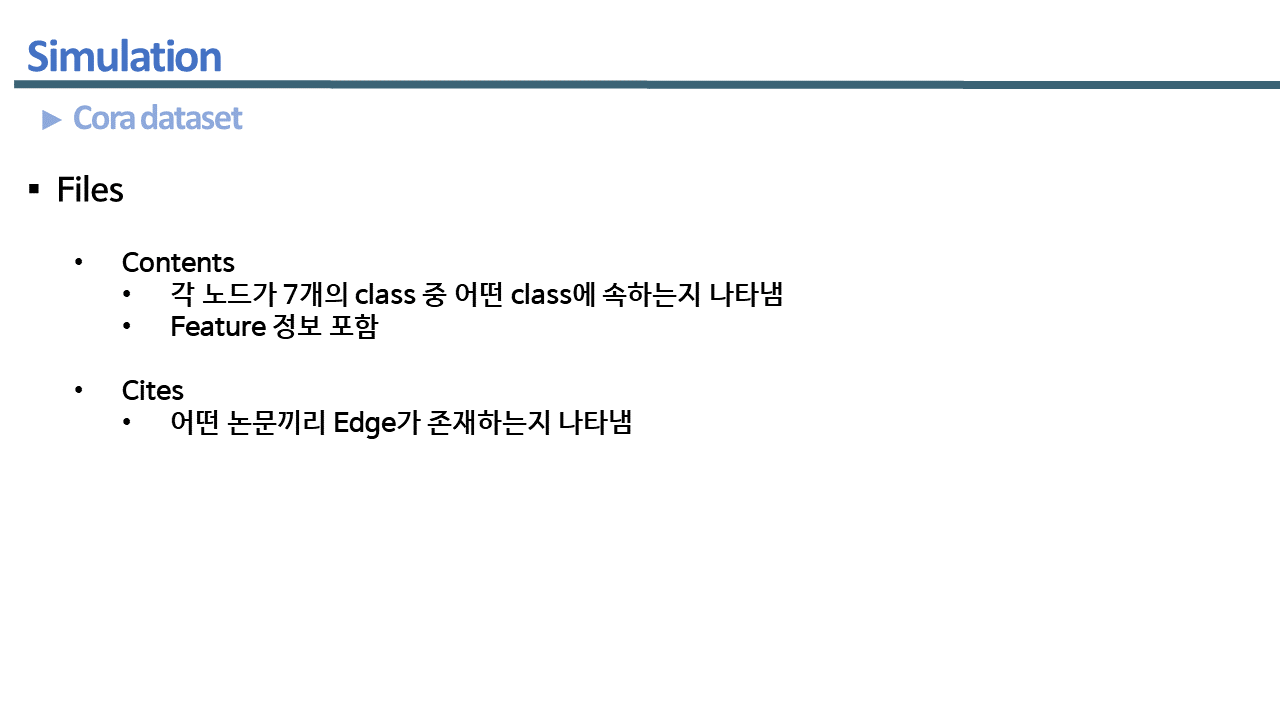 Simulation
► Cora dataset
▪ Files
• Contents
• 각 노드가 7개의 class 중 어떤 class에 속하는지 나타냄
• Feature 정보 포함
• Cites
• 어떤 논문끼리 Edge가 존재하는지 나타냄